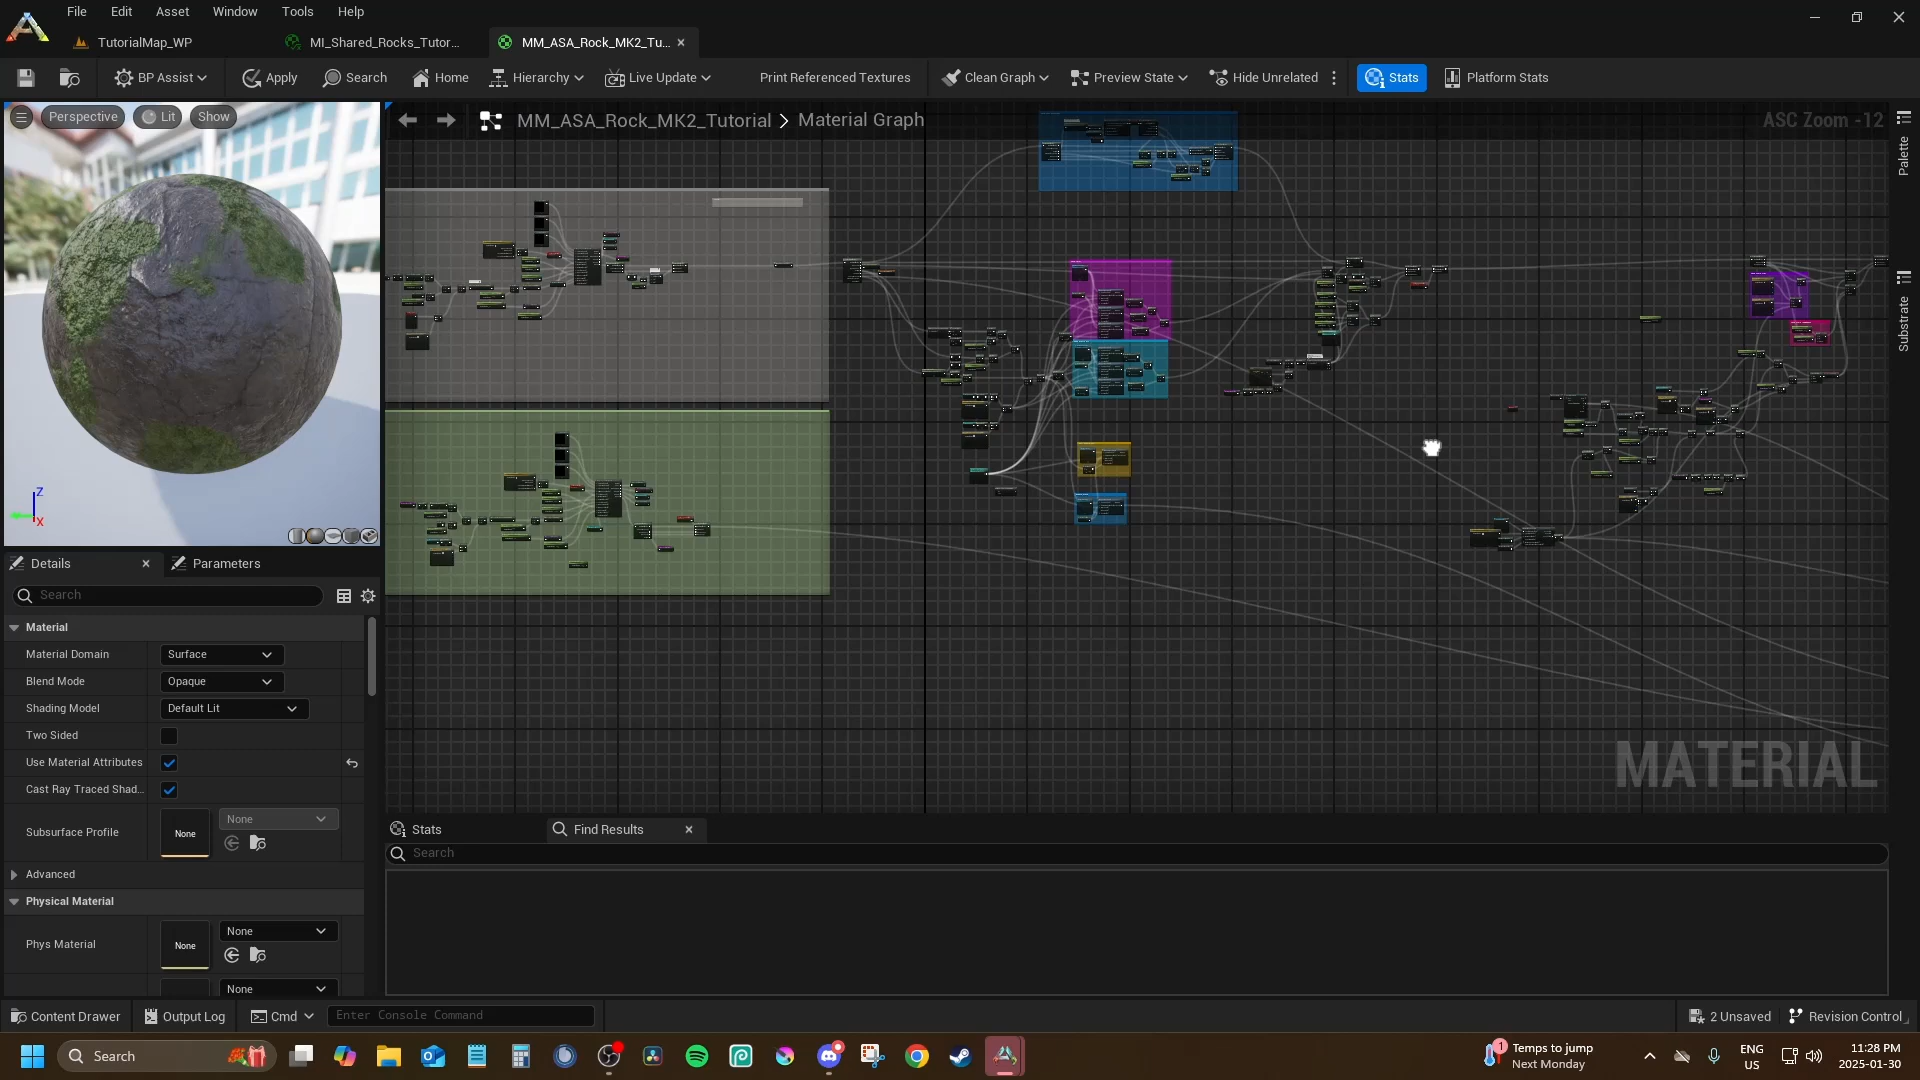 File Edit Asset Window Tools Help
TutorialMap_WP
MI_Shared_Rocks_Tutor...
MM_ASA_Rock_MK2_Tu...
BP Assist
Apply
Search
Home
Hierarchy
Live Update
Print Referenced Textures
Clean Graph
Preview State
Hide Unrelated
Stats
Platform Stats
Perspective
Lit
Show
MM_ASA_Rock_MK2_Tutorial > Material Graph
ASC Zoom -12
Palette
Substrate
Z
X
MATERIAL
Details
Parameters
Search
Material
Material Domain
Surface
Blend Mode
Opaque
Shading Model
Default Lit
Two Sided
Use Material Attributes
Cast Ray Traced Shad...
Subsurface Profile
None
None
Advanced
Physical Material
Phys Material
None
None
None
Stats
Find Results
Search
Content Drawer
Output Log
Cmd
Enter Console Command
2 Unsaved
Revision Control
Search
1
Temps to jump
Next Monday
ENG
US
11:28 PM
2025-01-30